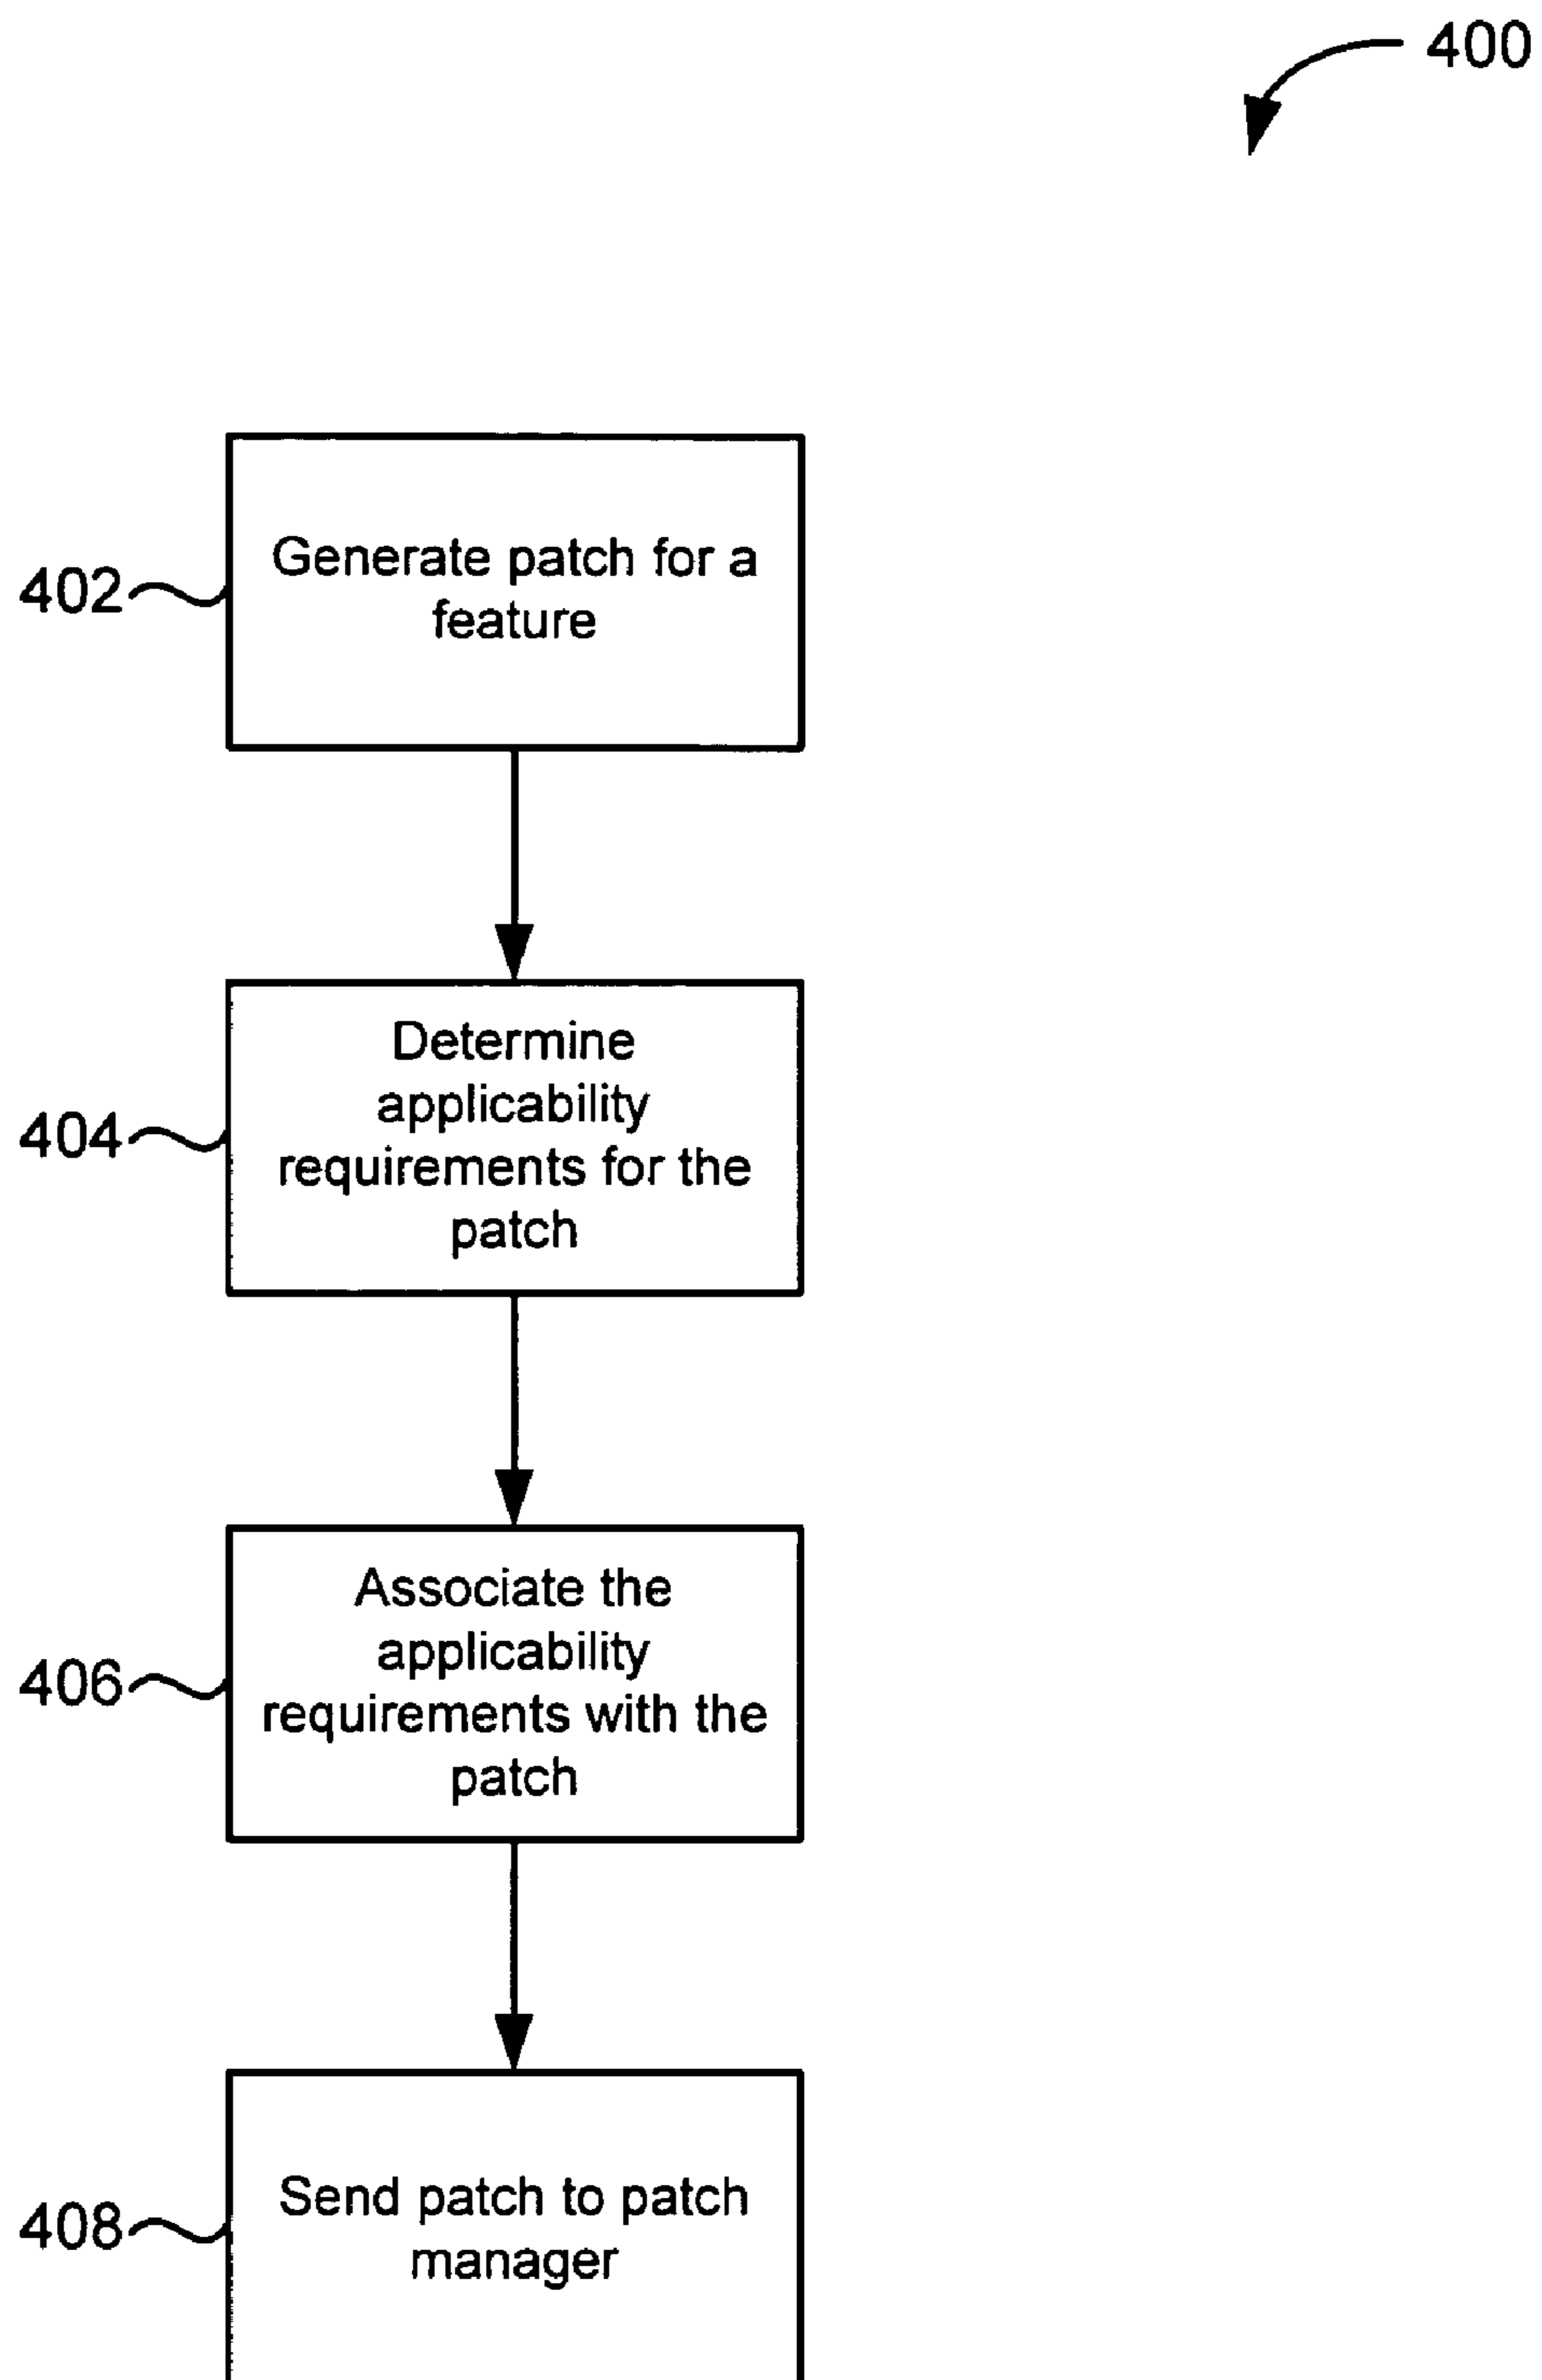 400
402
Generate patch for a
feature
404
Determine
applicability
requirements for the
patch
406
Associate the
applicability
requirements with the
patch
408
Send patch to patch
manager